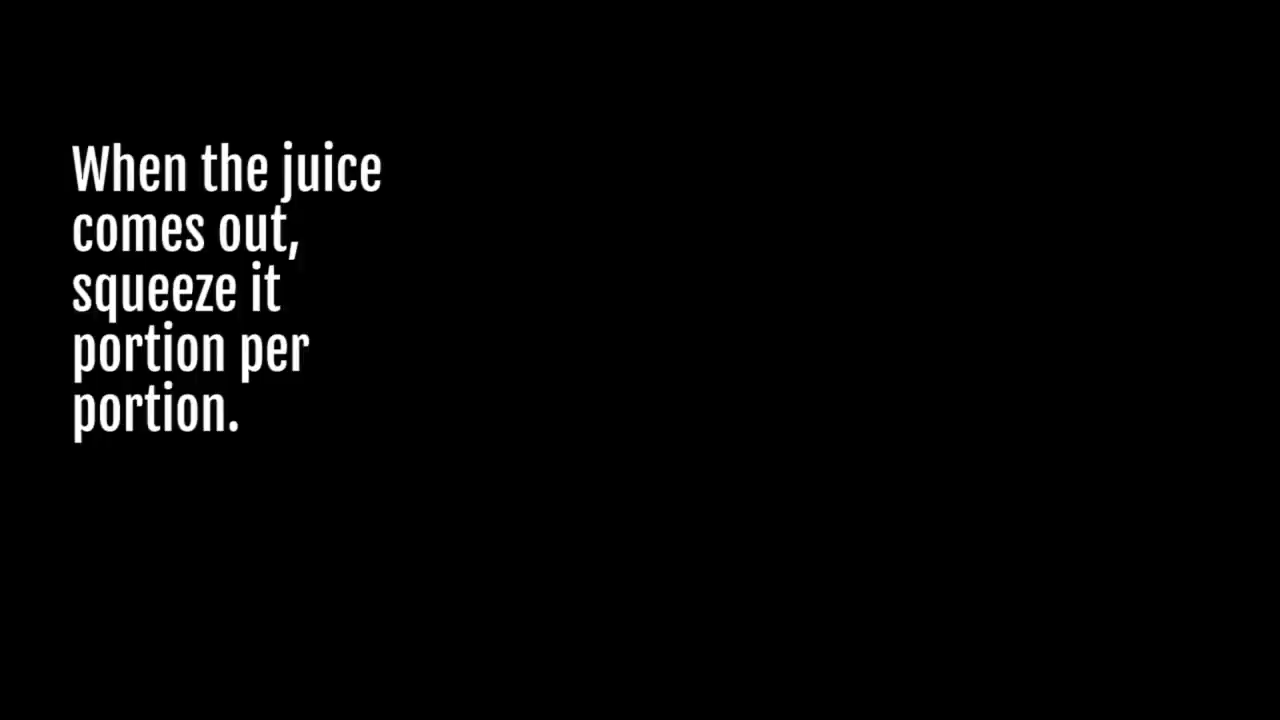 When the juice
comes out,
squeeze it
portion per
portion.